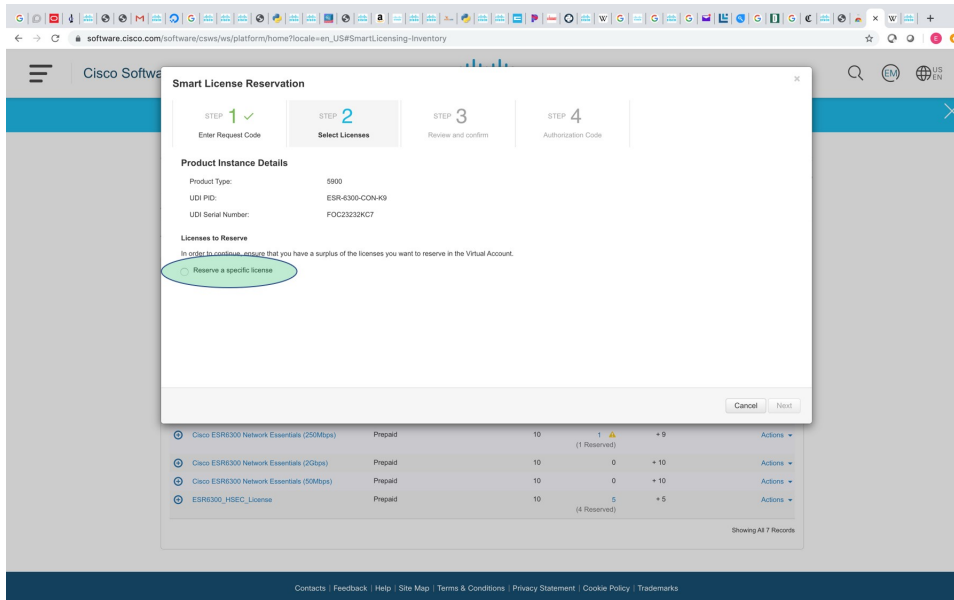 software.cisco.com/software/csws/ws/platform/home?locale=en_US#SmartLicensing-Inventory
Cisco Softwa
EM
US
EN
Smart License Reservation
STEP 1
STEP 2
STEP 3
STEP 4
Enter Request Code
Select Licenses
Review and confirm
Authorization Code
Product Instance Details
Product Type: 5900
UDI PID: ESR-6300-CON-K9
UDI Serial Number: FOC23232KC7
Licenses to Reserve
In order to continue, ensure that you have a surplus of the licenses you want to reserve in the Virtual Account.
Reserve a specific license
Cancel Next
Cisco ESR6300 Network Essentials (250Mbps) Prepaid 10 1 + 9 Actions
(1 Reserved)
Cisco ESR6300 Network Essentials (2Gbps) Prepaid 10 0 + 10 Actions
Cisco ESR6300 Network Essentials (50Mbps) Prepaid 10 0 + 10 Actions
ESR6300_HSEC_License Prepaid 10 5 + 5 Actions
(4 Reserved)
Showing All 7 Records
Contacts | Feedback | Help | Site Map | Terms & Conditions | Privacy Statement | Cookie Policy | Trademarks